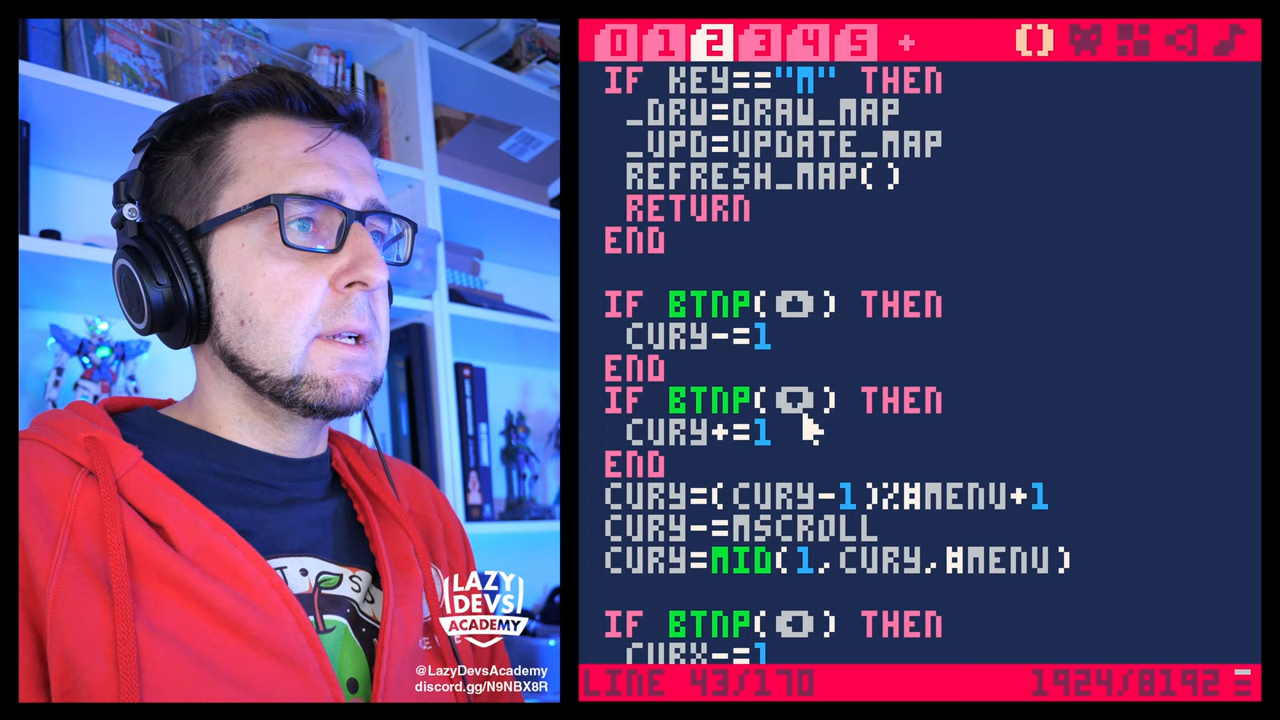 0 1 2 3 4 5 +
IF KEY=="M" THEN
_DRW=DRAW_MAP
_UPD=UPDATE_MAP
REFRESH_MAP()
RETURN
END
IF BTNP(⬆️) THEN
CURY-=1
END
IF BTNP(⬇️) THEN
CURY+=1
END
CURY=(CURY-1)%#MENU+1
CURY-=MSCROLL
CURY=MID(1,CURY,#MENU)
IF BTNP(⬅️) THEN
CURX-=1
LINE 43/170
1924/8192
LAZY
DEVS
ACADEMY
@LazyDevsAcademy
discord.gg/N9NBX8R